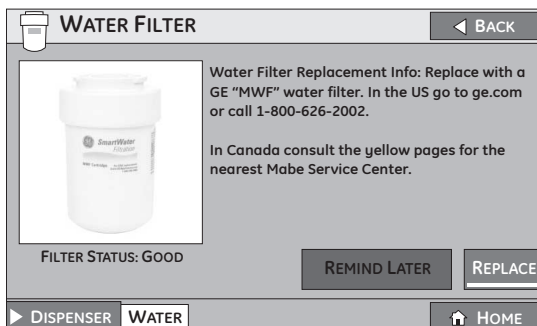 WATER FILTER
BACK
Water Filter Replacement Info: Replace with a
GE “MWF” water filter. In the US go to ge.com
or call 1-800-626-2002.
In Canada consult the yellow pages for the
nearest Mabe Service Center.
SmartWater
Filtration
FILTER STATUS: GOOD
REMIND LATER
REPLACE
DISPENSER
WATER
HOME